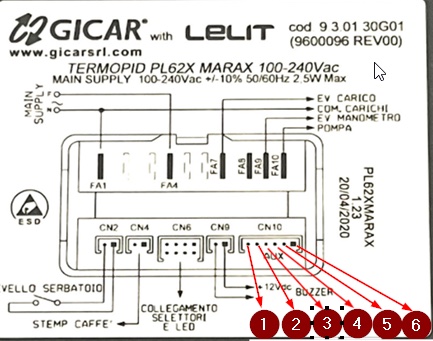 GICAR® with LELIT
cod 9 3 01 30G01
(9600096 REV00)
www.gicarsrl.com
TERMOPID PL62X MARAX 100-240Vac
MAIN SUPPLY 100-240Vac +/-10% 50/60Hz 2.5W Max
MAIN
SUPPLY
F
N
EV CARICO
COM. CARICHI
EV MANOMETRO
POMPA
FA1
FA4
FA7
FA8
FA9
FA10
PL62XMARAX
1.23
20/04/2020
ESD
CN2
CN4
CN6
CN9
CN10
AUX
VELLO SERBATOIO
+12Vdc
BUZZER
COLLEGAMENTO
SELETTORI
E LED
STEMP CAFFE'
1 2 3 4 5 6